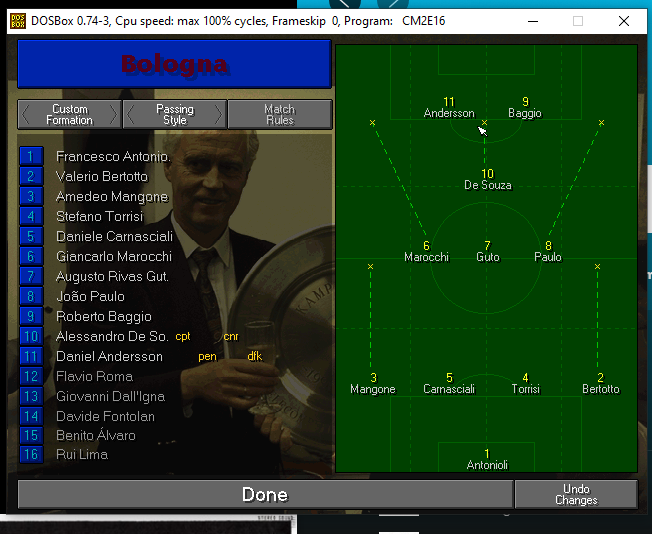 DOS
BOX
DOSBox 0.74-3, Cpu speed: max 100% cycles, Frameskip 0, Program: CM2E16
Bologna
Custom
Formation
Passing
Style
Match
Rules
1 Francesco Antonio.
2 Valerio Bertotto
3 Amedeo Mangone
4 Stefano Torrisi
5 Daniele Carnasciali
6 Giancarlo Marocchi
7 Augusto Rivas Gut.
8 João Paulo
9 Roberto Baggio
10 Alessandro De So. cpt cnr
11 Daniel Andersson pen dfk
12 Flavio Roma
13 Giovanni Dall'Igna
14 Davide Fontolan
15 Benito Álvaro
16 Rui Lima
11 9
Andersson Baggio
10
De Souza
6 7 8
Marocchi Guto Paulo
3 5 4 2
Mangone Carnasciali Torrisi Bertotto
1
Antonioli
Done
Undo
Changes